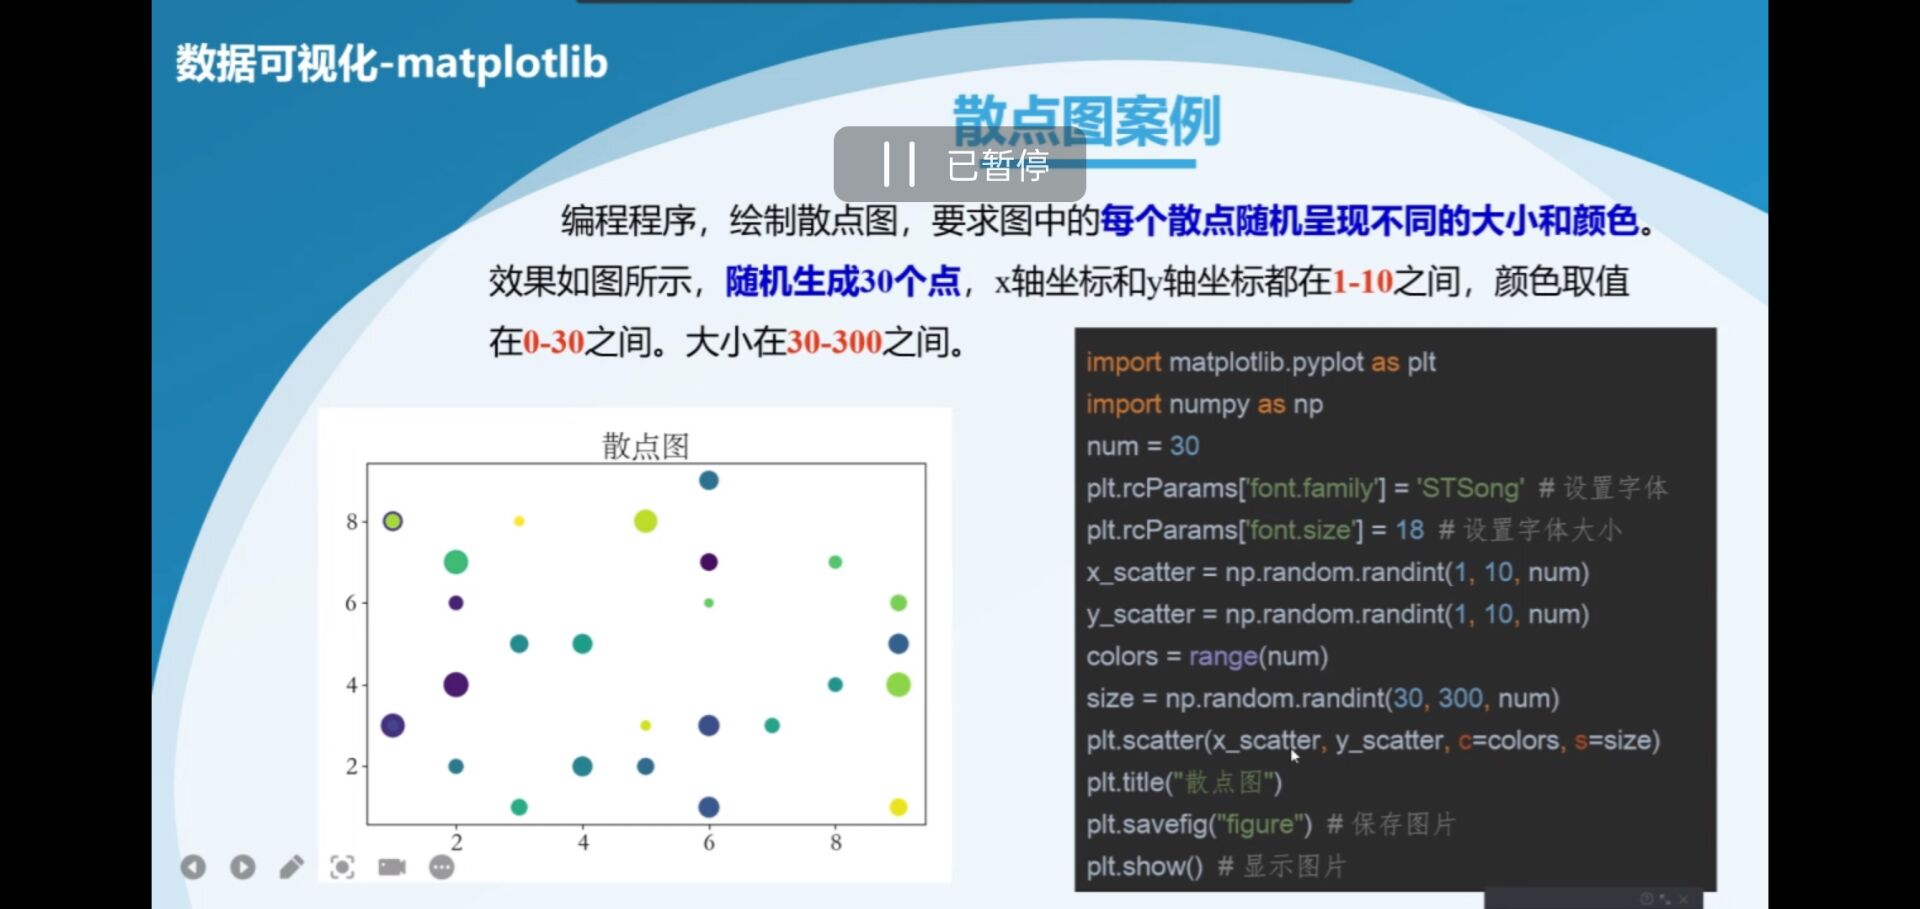 数据可视化-matplotlib
散点图案例
已暂停
编程程序，绘制散点图，要求图中的每个散点随机呈现不同的大小和颜色。
效果如图所示，随机生成30个点，x轴坐标和y轴坐标都在1-10之间，颜色取值
在0-30之间。大小在30-300之间。
散点图
8
6
4
2
2 4 6 8
import matplotlib.pyplot as plt
import numpy as np
num = 30
plt.rcParams['font.family'] = 'STSong' # 设置字体
plt.rcParams['font.size'] = 18 # 设置字体大小
x_scatter = np.random.randint(1, 10, num)
y_scatter = np.random.randint(1, 10, num)
colors = range(num)
size = np.random.randint(30, 300, num)
plt.scatter(x_scatter, y_scatter, c=colors, s=size)
plt.title("散点图")
plt.savefig("figure") # 保存图片
plt.show() # 显示图片